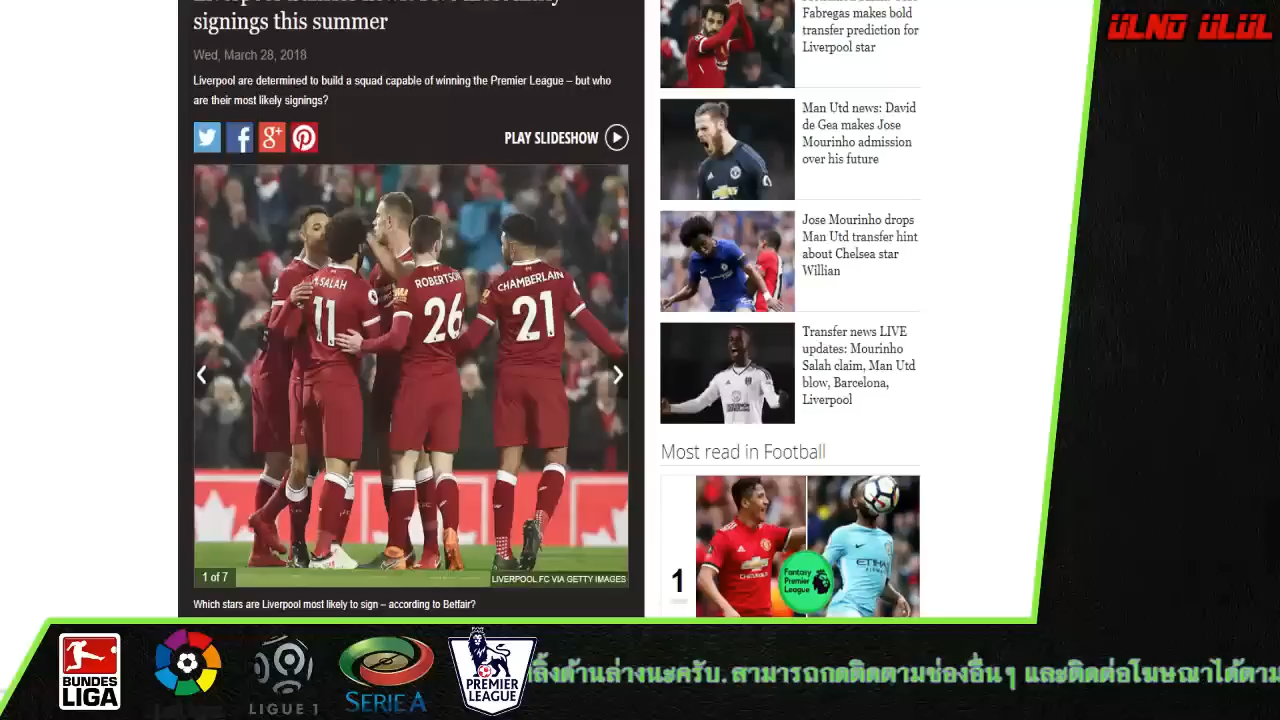 signings this summer
Wed, March 28, 2018
Liverpool are determined to build a squad capable of winning the Premier League – but who
are their most likely signings?
PLAY SLIDESHOW
M.SALAH
11
ROBERTSON
26
CHAMBERLAIN
21
1 of 7
LIVERPOOL FC VIA GETTY IMAGES
Which stars are Liverpool most likely to sign – according to Betfair?
Fabregas makes bold
transfer prediction for
Liverpool star
Man Utd news: David
de Gea makes Jose
Mourinho admission
over his future
Jose Mourinho drops
Man Utd transfer hint
about Chelsea star
Willian
Transfer news LIVE
updates: Mourinho
Salah claim, Man Utd
blow, Barcelona,
Liverpool
Most read in Football
1
Fantasy
Premier
League
ETIHAD
BUNDES
LIGA
LIGUE 1
SERIE A
PREMIER
LEAGUE
ลิ้งด้านล่างนะครับ. สามารถกดติดตามช่องอื่นๆ และติดต่อโฆษณาได้ตาม